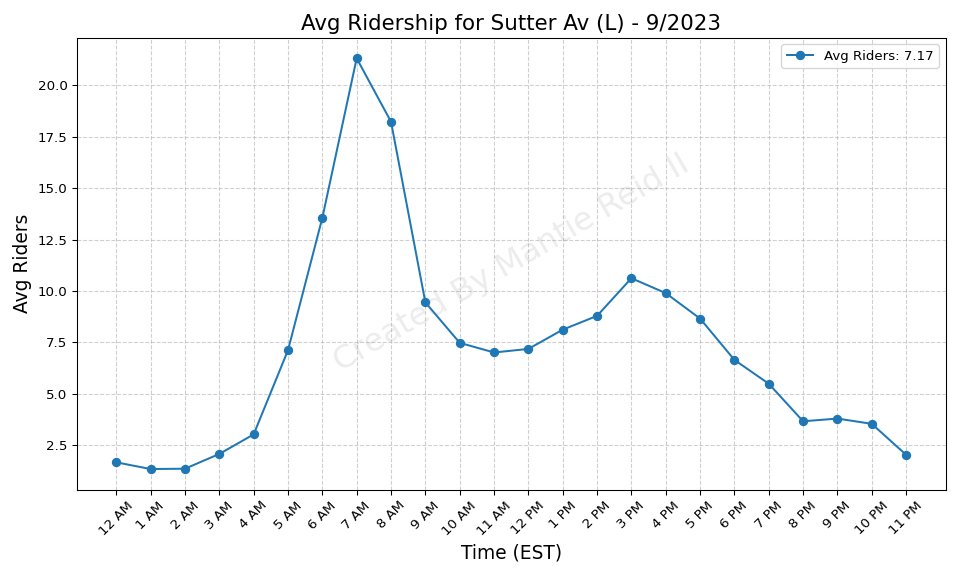 Avg Ridership for Sutter Av (L) - 9/2023
Avg Riders: 7.17
20.0
17.5
15.0
12.5
10.0
7.5
5.0
2.5
Avg Riders
Created By Mantie Reid II
12 AM
1 AM
2 AM
3 AM
4 AM
5 AM
6 AM
7 AM
8 AM
9 AM
10 AM
11 AM
12 PM
1 PM
2 PM
3 PM
4 PM
5 PM
6 PM
7 PM
8 PM
9 PM
10 PM
11 PM
Time (EST)